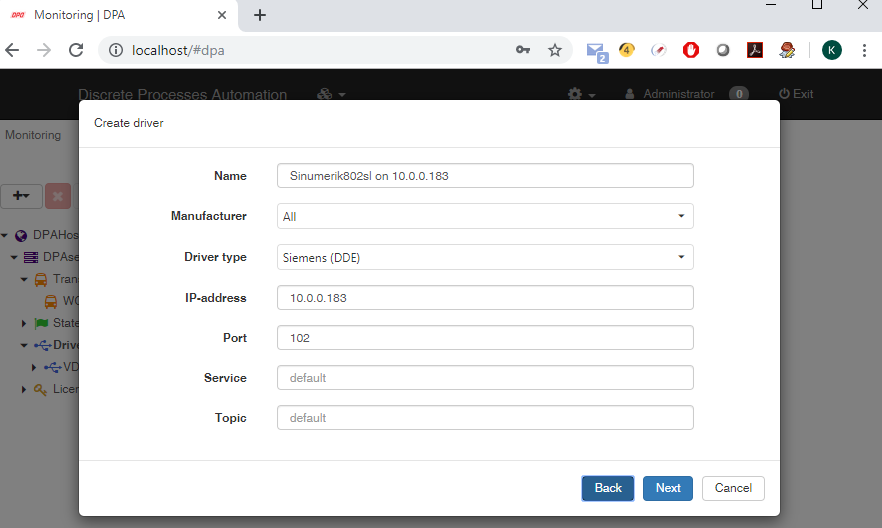 DPA Monitoring | DPA
localhost/#dpa
2
4
K
Discrete Processes Automation
Administrator 0 Exit
Monitoring
Create driver
Name Sinumerik802sl on 10.0.0.183
Manufacturer All
Driver type Siemens (DDE)
IP-address 10.0.0.183
Port 102
Service default
Topic default
Back Next Cancel
DPAHos
DPAse
Tran
WC
State
Drive
VD
Licen